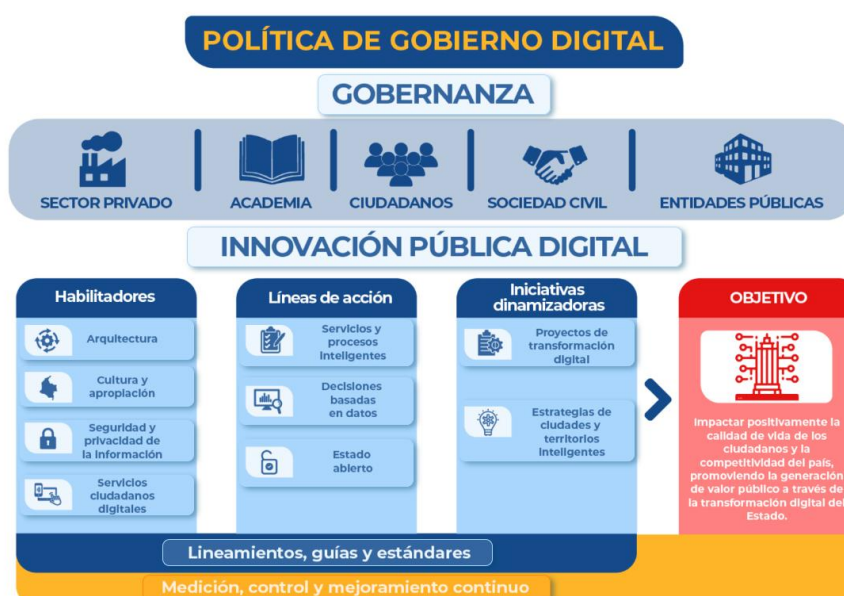 POLÍTICA DE GOBIERNO DIGITAL
GOBERNANZA
SECTOR PRIVADO
ACADEMIA
CIUDADANOS
SOCIEDAD CIVIL
ENTIDADES PÚBLICAS
INNOVACIÓN PÚBLICA DIGITAL
Habilitadores
Arquitectura
Cultura y
apropiación
Seguridad y
privacidad de
la información
Servicios
ciudadanos
digitales
Líneas de acción
Servicios y
procesos
inteligentes
Decisiones
basadas
en datos
Estado
abierto
Iniciativas
dinamizadoras
Proyectos de
transformación
digital
Estrategias de
ciudades y
territorios
inteligentes
OBJETIVO
Impactar positivamente la
calidad de vida de los
ciudadanos y la
competitividad del país,
promoviendo la generación
de valor público a través de
la transformación digital del
Estado.
Lineamientos, guías y estándares
Medición, control y mejoramiento continuo